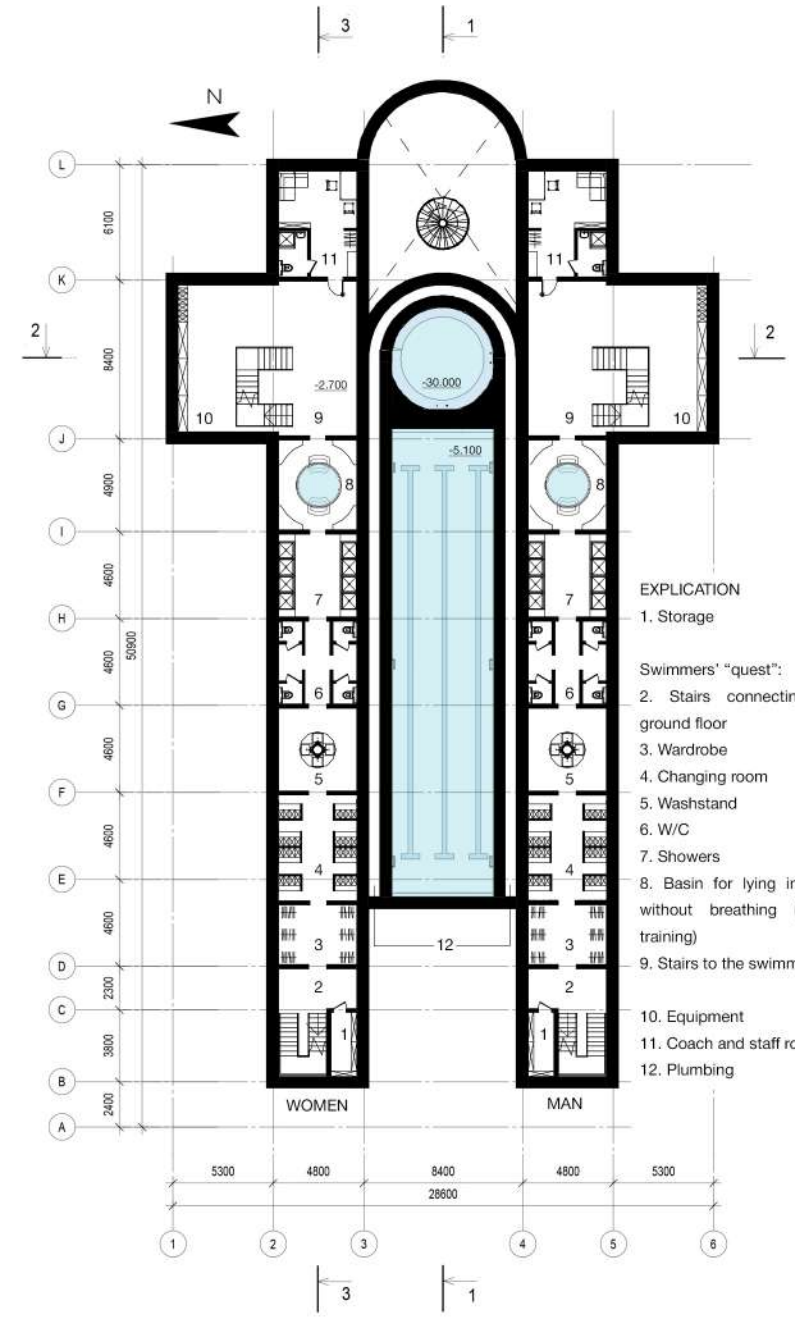 3
1
N
L
6100
K
11
11
2
2
8400
-2.700
-30.000
10
9
9
10
J
-5.100
4900
8
8
I
4600
7
7
H
4600
50900
6
6
G
4600
5
5
F
4600
4
4
E
4600
3
3
12
D
2300
2
2
C
3800
1
1
B
2400
WOMEN
MAN
A
EXPLICATION
1. Storage
Swimmers' “quest”:
2. Stairs connectin
ground floor
3. Wardrobe
4. Changing room
5. Washstand
6. W/C
7. Showers
8. Basin for lying in
without breathing
training)
9. Stairs to the swimm
10. Equipment
11. Coach and staff ro
12. Plumbing
5300
4800
8400
4800
5300
28600
1
2
3
4
5
6
3
1